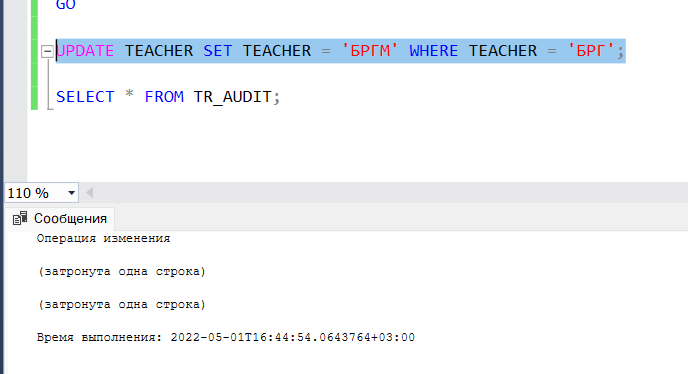 GO
UPDATE TEACHER SET TEACHER = 'БРГМ' WHERE TEACHER = 'БРГ';
SELECT * FROM TR_AUDIT;
110 %
Сообщения
Операция изменения
(затронута одна строка)
(затронута одна строка)
Время выполнения: 2022-05-01T16:44:54.0643764+03:00